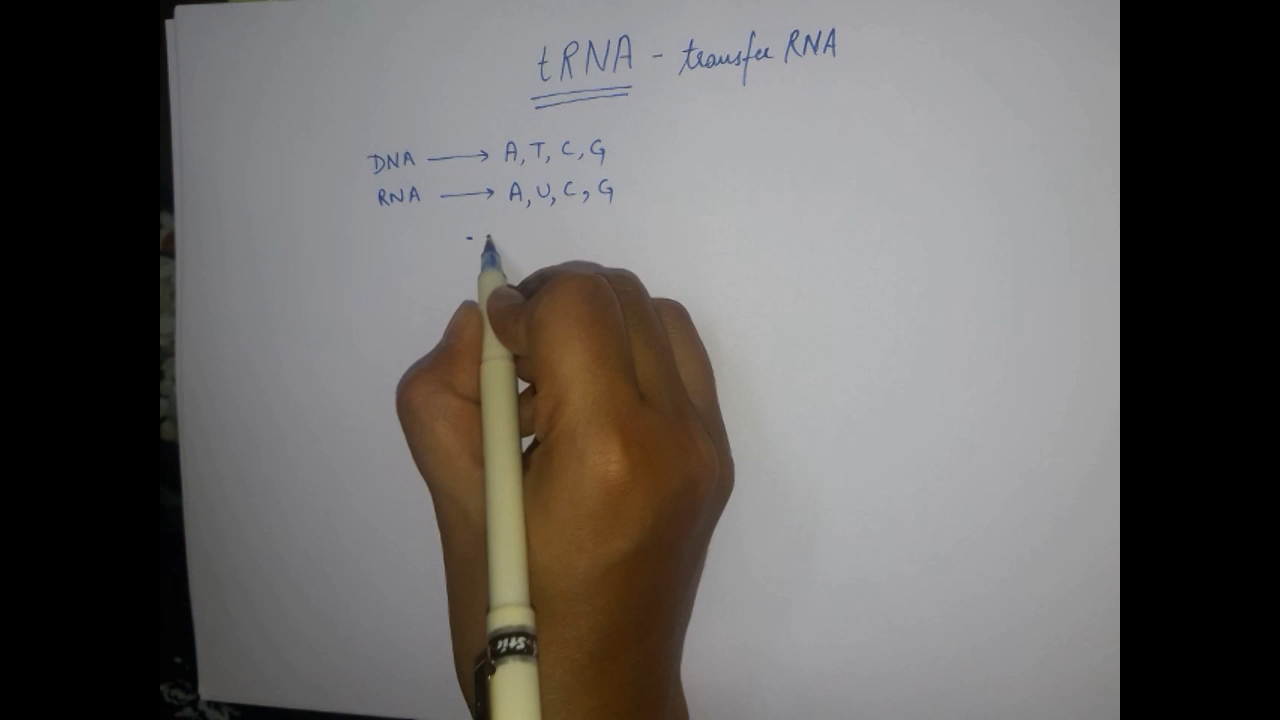 tRNA - transfer RNA
DNA ⟶ A, T, C, G
RNA ⟶ A, U, C, G